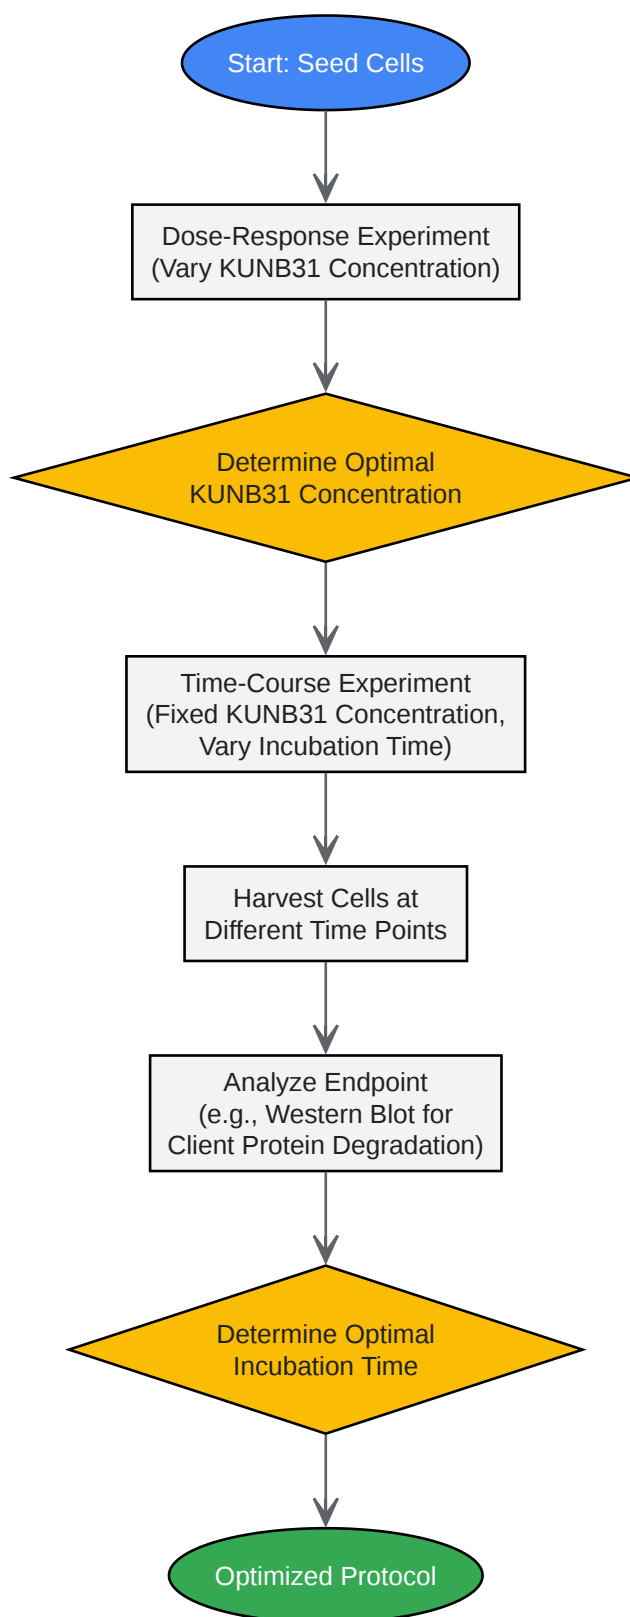 Start: Seed Cells
Dose-Response Experiment
(Vary KUNB31 Concentration)
Determine Optimal
KUNB31 Concentration
Time-Course Experiment
(Fixed KUNB31 Concentration,
Vary Incubation Time)
Harvest Cells at
Different Time Points
Analyze Endpoint
(e.g., Western Blot for
Client Protein Degradation)
Determine Optimal
Incubation Time
Optimized Protocol